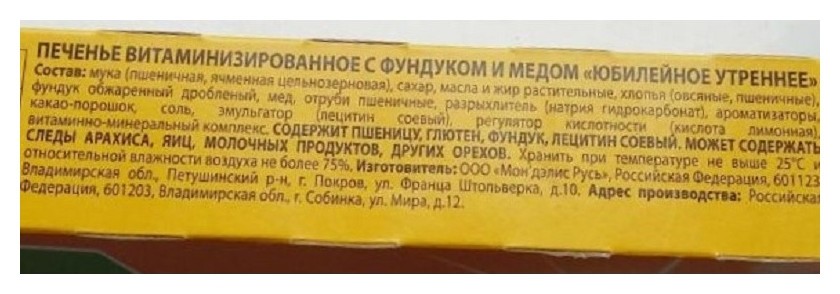 ПЕЧЕНЬЕ ВИТАМИНИЗИРОВАННОЕ С ФУНДУКОМ И МЕДОМ «ЮБИЛЕЙНОЕ УТРЕННЕЕ»
Состав: мука (пшеничная, ячменная цельнозерновая), сахар, масла и жир растительные, хлопья (овсяные, пшеничные),
фундук обжаренный дробленый, мед, отруби пшеничные, разрыхлитель (натрия гидрокарбонат), ароматизаторы,
какао-порошок, соль, эмульгатор (лецитин соевый), регулятор кислотности (кислота лимонная),
витаминно-минеральный комплекс. СОДЕРЖИТ ПШЕНИЦУ, ГЛЮТЕН, ФУНДУК, ЛЕЦИТИН СОЕВЫЙ. МОЖЕТ СОДЕРЖАТЬ
СЛЕДЫ АРАХИСА, ЯИЦ, МОЛОЧНЫХ ПРОДУКТОВ, ДРУГИХ ОРЕХОВ. Хранить при температуре не выше 25°С и
относительной влажности воздуха не более 75%. Изготовитель: ООО «Мон'дэлис Русь», Российская Федерация, 601123
Владимирская обл., Петушинский р-н, г. Покров, ул. Франца Штольверка, д.10. Адрес производства: Российская
Федерация, 601203, Владимирская обл., г. Собинка, ул. Мира, д.12.